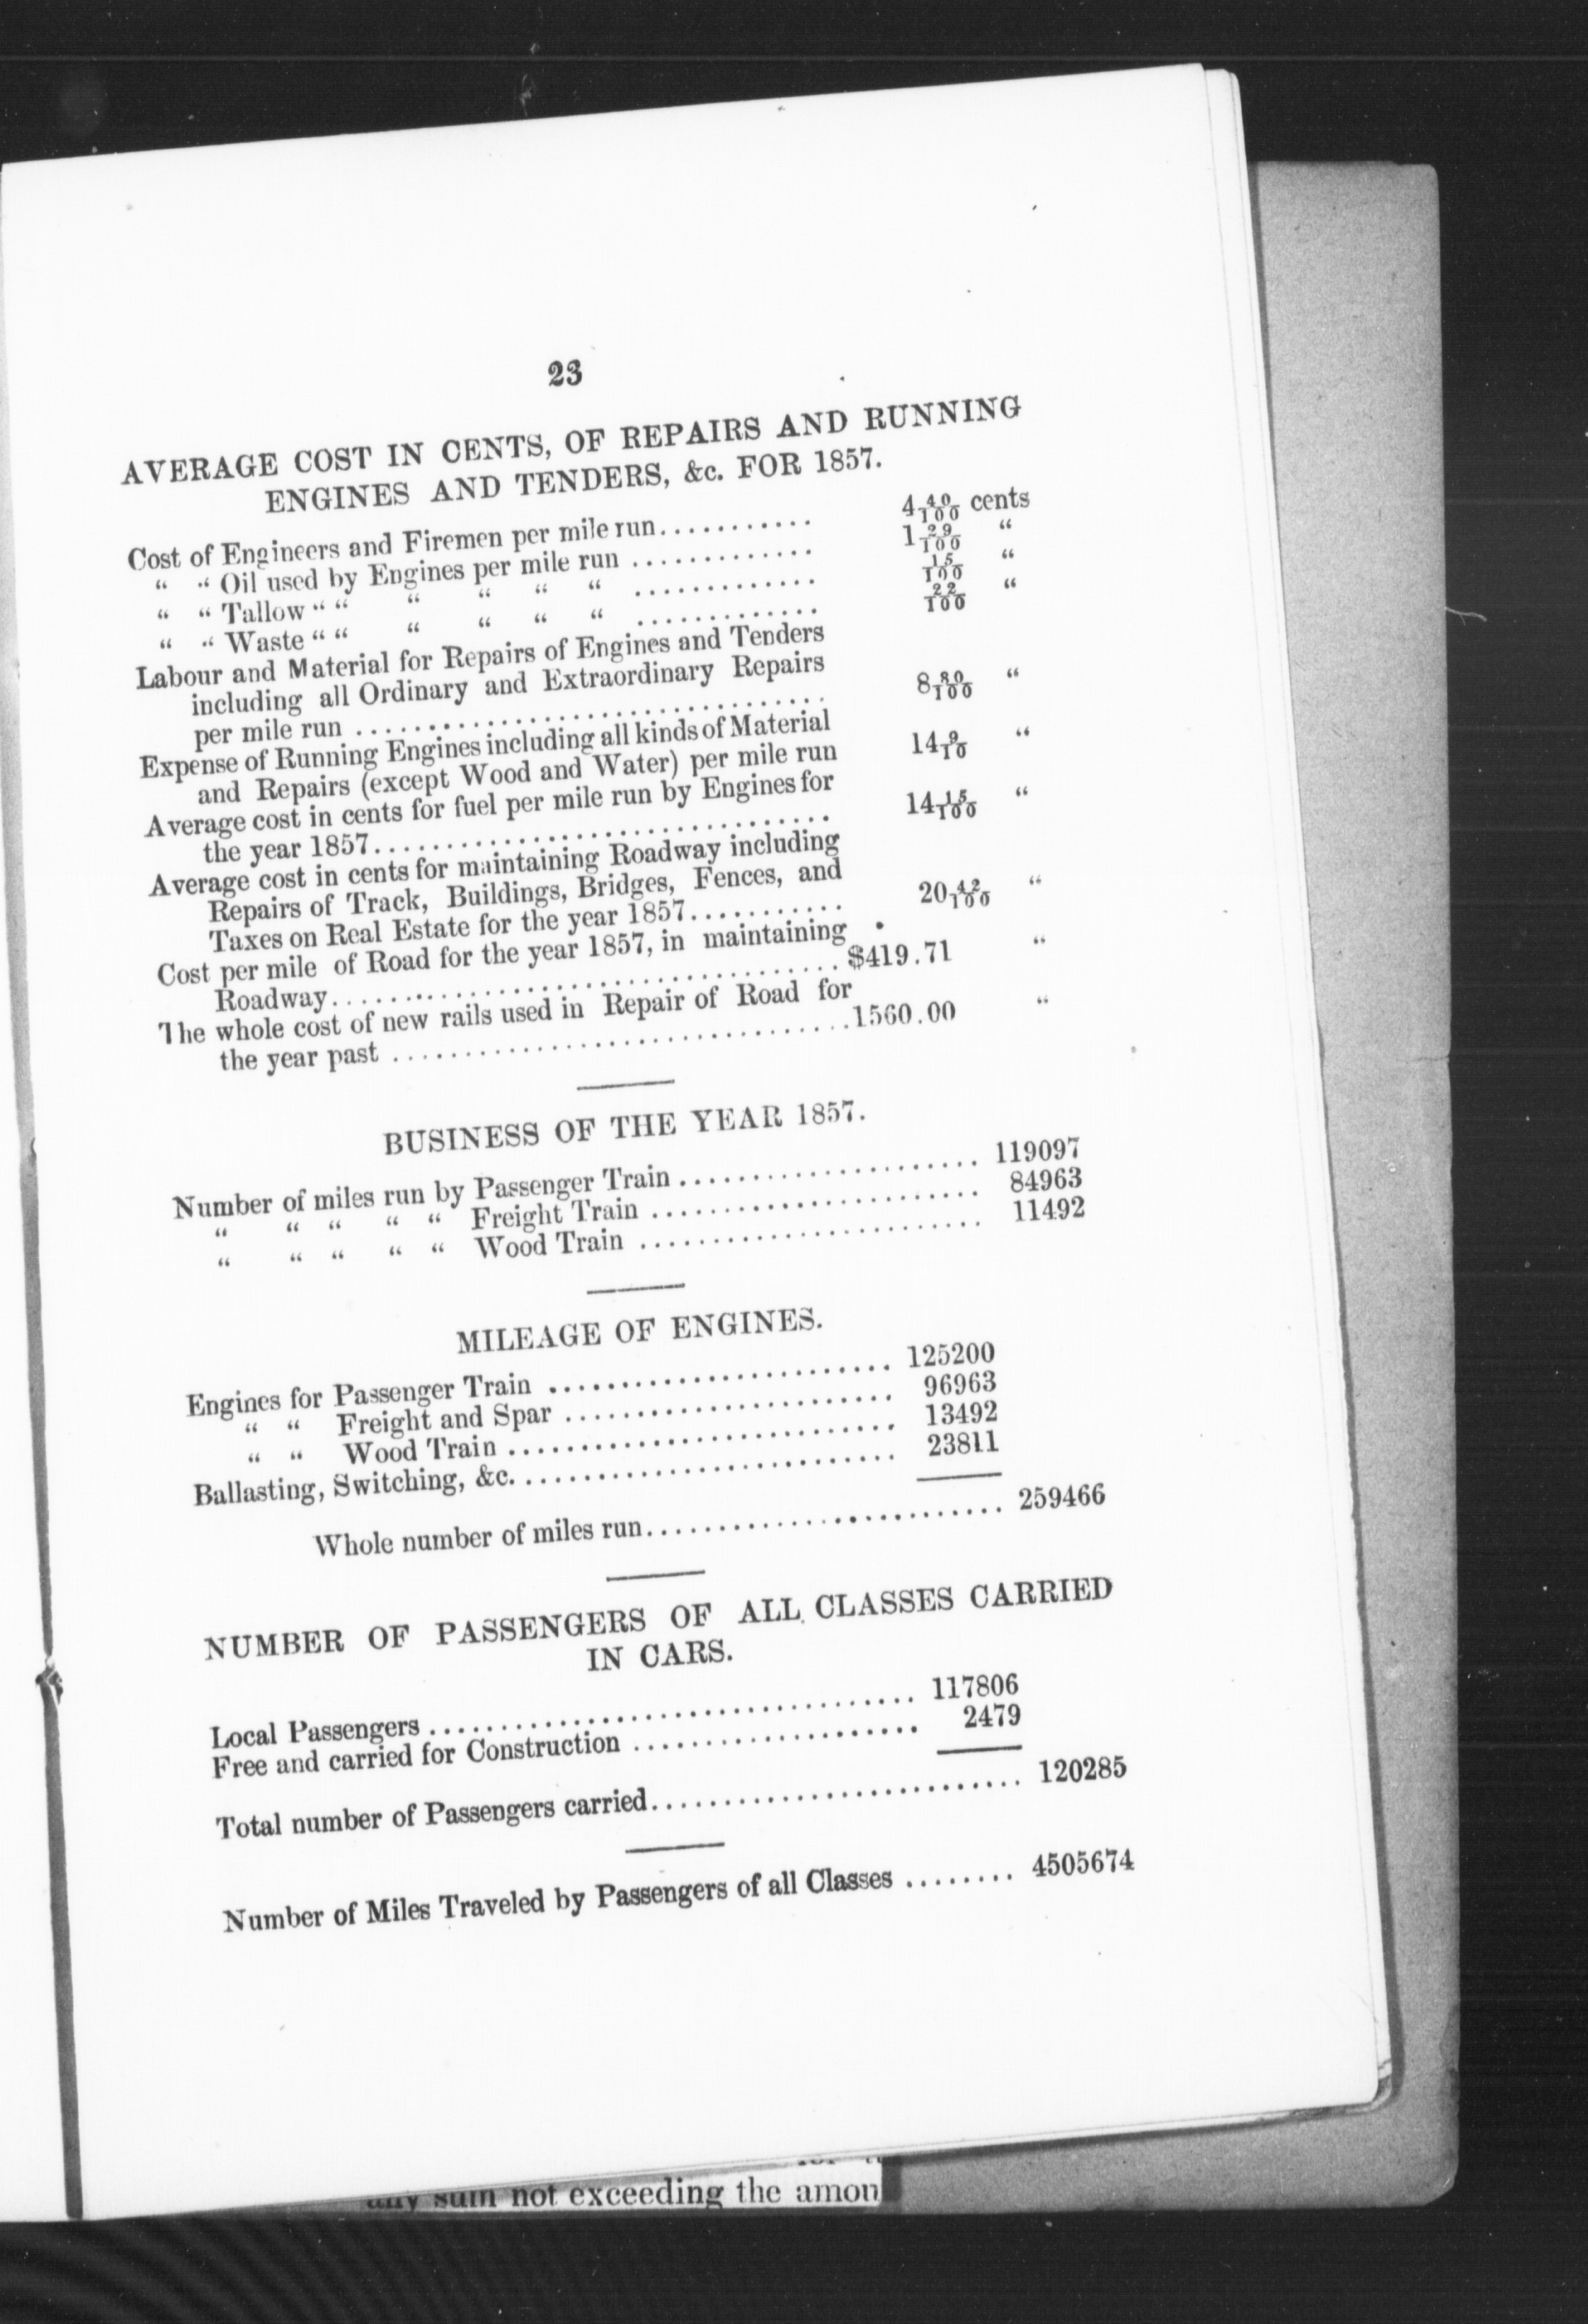 23
AVERAGE COST IN CENTS, OF REPAIRS AND RUNNING
ENGINES AND TENDERS, &c. FOR 1857.
Cost of Engineers and Firemen per mile run........... 4 40/100 cents
“ “ Oil used by Engines per mile run ............. 1 29/100 “
“ “ Tallow “ “ “ “ “ “ ............. 15/100 “
“ “ Waste “ “ “ “ “ “ ............. 22/100 “
Labour and Material for Repairs of Engines and Tenders
including all Ordinary and Extraordinary Repairs
per mile run ................................. 8 80/100 “
Expense of Running Engines including all kinds of Material
and Repairs (except Wood and Water) per mile run 14 9/10 “
Average cost in cents for fuel per mile run by Engines for
the year 1857................................ 14 15/100 “
Average cost in cents for maintaining Roadway including
Repairs of Track, Buildings, Bridges, Fences, and
Taxes on Real Estate for the year 1857........... 20 42/100 “
Cost per mile of Road for the year 1857, in maintaining
Roadway................................... $419.71 “
The whole cost of new rails used in Repair of Road for
the year past ................................1560.00 “
BUSINESS OF THE YEAR 1857.
Number of miles run by Passenger Train ..................... 119097
“ “ “ “ “ Freight Train ....................... 84963
“ “ “ “ “ Wood Train ........................ 11492
MILEAGE OF ENGINES.
Engines for Passenger Train ........................ 125200
“ “ Freight and Spar ....................... 96963
“ “ Wood Train ........................... 13492
Ballasting, Switching, &c. .......................... 23811
Whole number of miles run......................... 259466
NUMBER OF PASSENGERS OF ALL CLASSES CARRIED
IN CARS.
Local Passengers .................................. 117806
Free and carried for Construction .................... 2479
Total number of Passengers carried.......................... 120285
Number of Miles Traveled by Passengers of all Classes ........ 4505674
any sum not exceeding the amou